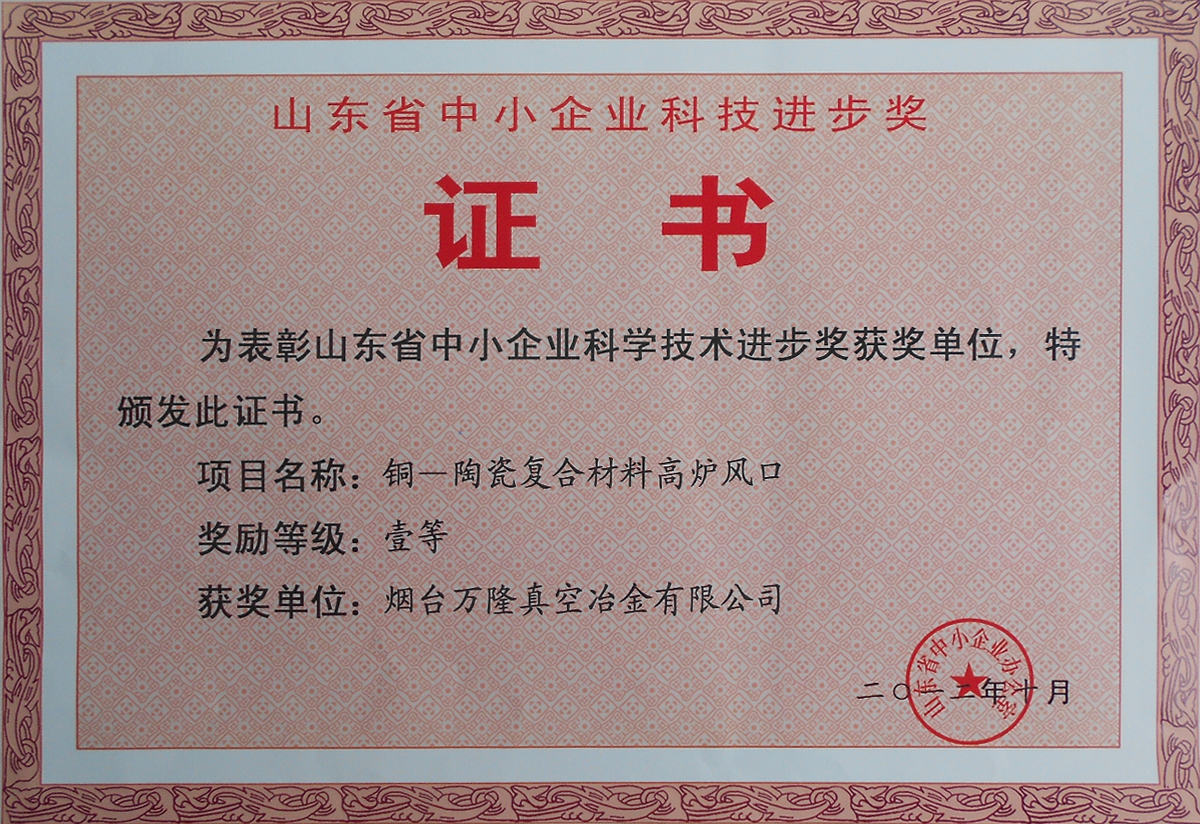 山东省中小企业科技进步奖
证书
为表彰山东省中小企业科学技术进步奖获奖单位，特
颁发此证书。
项目名称：铜—陶瓷复合材料高炉风口
奖励等级：壹等
获奖单位：烟台万隆真空冶金有限公司
山东省中小企业办公室
二〇一二年十月